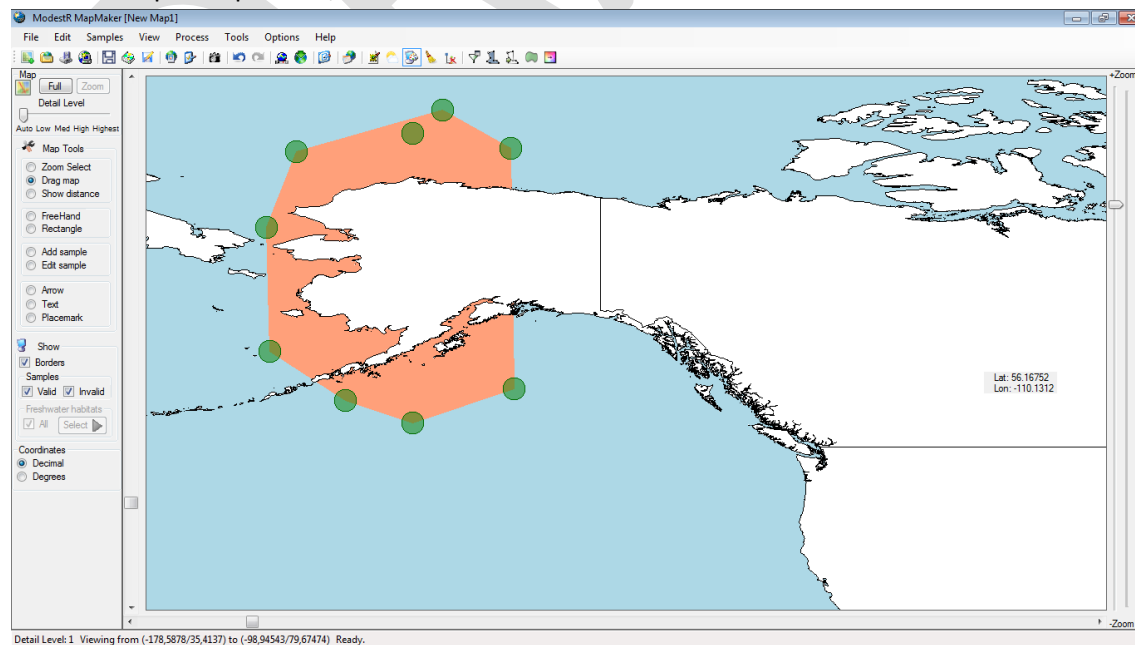 ModestR MapMaker [New Map1]
File Edit Samples View Process Tools Options Help
Map
Full Zoom
Detail Level
Auto Low Med High Highest
Map Tools
Zoom Select
Drag map
Show distance
FreeHand
Rectangle
Add sample
Edit sample
Arrow
Text
Placemark
Show
Borders
Samples
Valid Invalid
Freshwater habitats
All Select
Coordinates
Decimal
Degrees
+Zoom
Lat: 56.16752
Lon: -110.1312
-Zoom
Detail Level: 1 Viewing from (-178,5878/35,4137) to (-98,94543/79,67474) Ready.